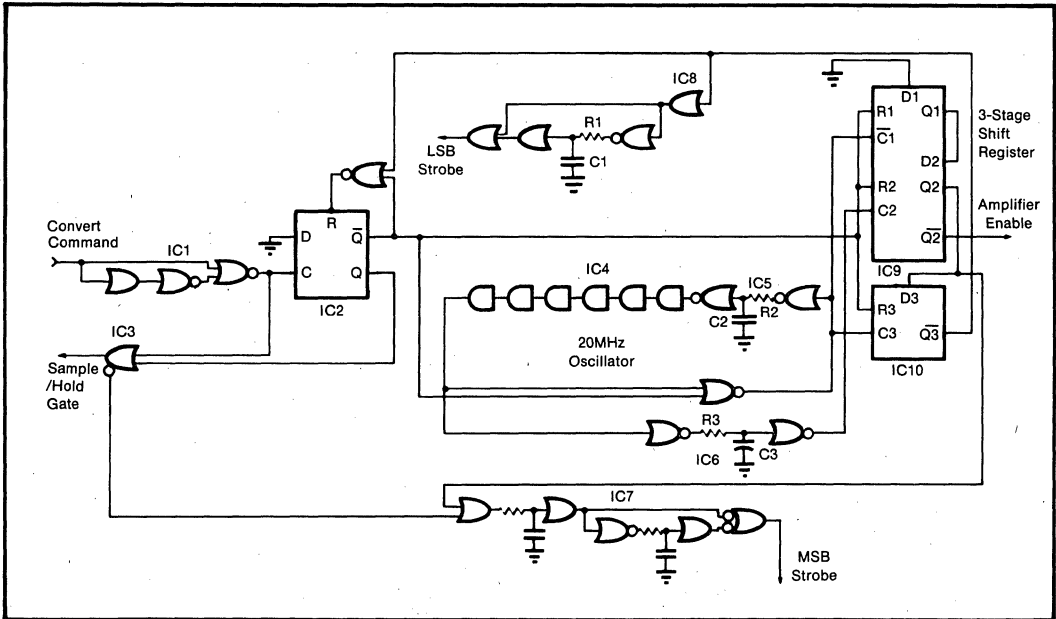 IC8
R1
C1
LSB
Strobe
D1
R1
Q1
C̅1̅
D2
R2
Q2
C2
Q̅2̅
IC9
3-Stage
Shift
Register
Amplifier
Enable
D3
R3
C3
Q̅3̅
IC10
Convert
Command
IC1
R
D
Q̅
C
Q
IC2
IC3
Sample
/Hold
Gate
IC4
IC5
R2
C2
20MHz
Oscillator
R3
IC6
C3
IC7
MSB
Strobe